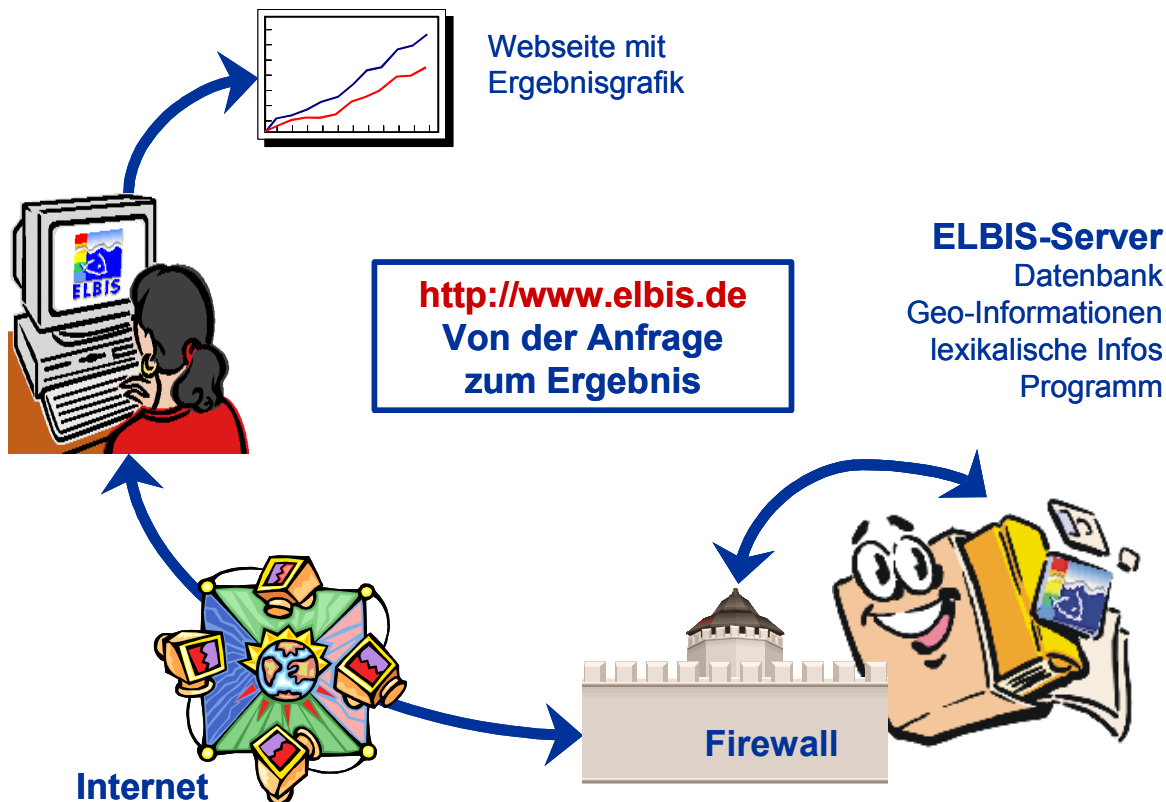 Webseite mit
Ergebnisgrafik
ELBIS
ELBIS-Server
Datenbank
Geo-Informationen
lexikalische Infos
Programm
http://www.elbis.de
Von der Anfrage
zum Ergebnis
Firewall
Internet